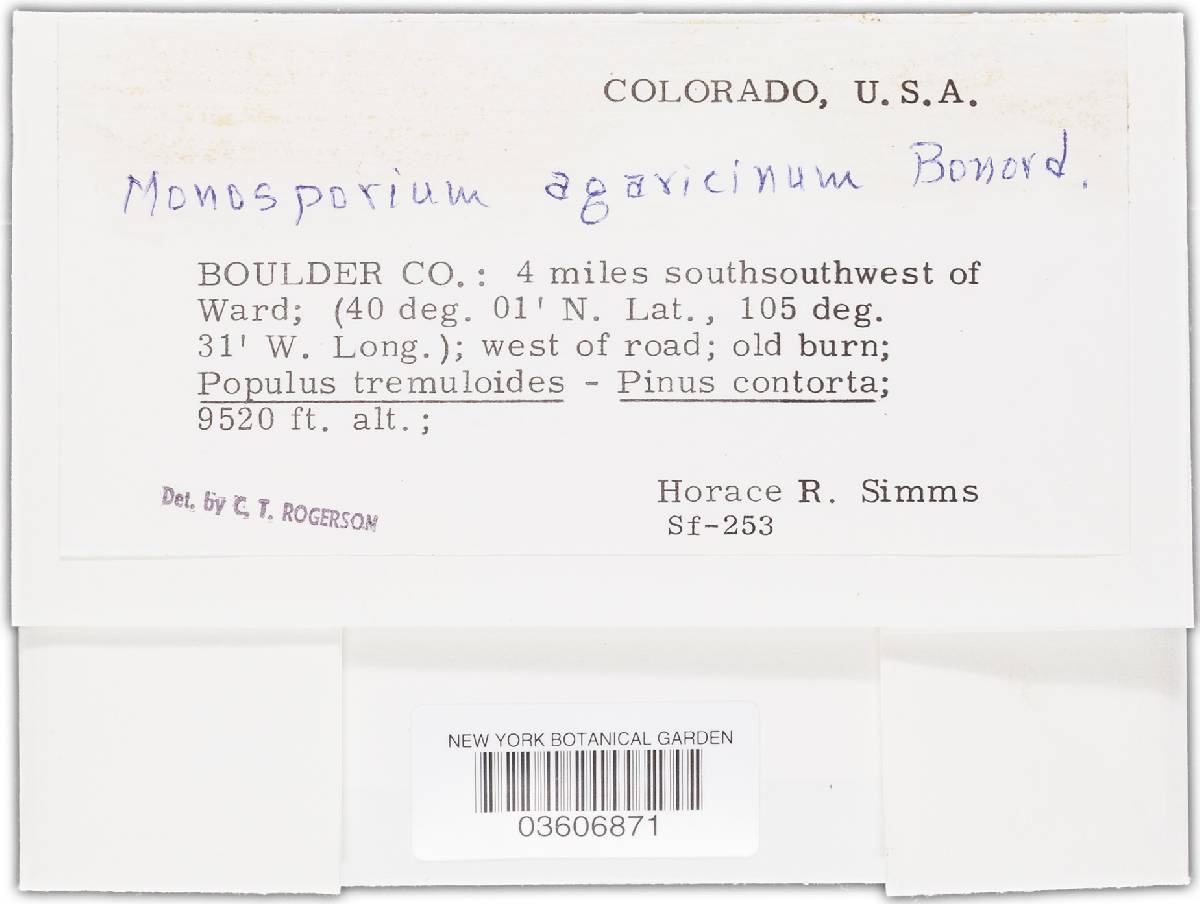 COLORADO, U.S.A.
Monosporium agaricinum Bonord.
BOULDER CO.: 4 miles southsouthwest of
Ward; (40 deg. 01' N. Lat., 105 deg.
31' W. Long.); west of road; old burn;
Populus tremuloides - Pinus contorta;
9520 ft. alt.;
Horace R. Simms
Sf-253
Det. by C. T. ROGERSON
NEW YORK BOTANICAL GARDEN
03606871